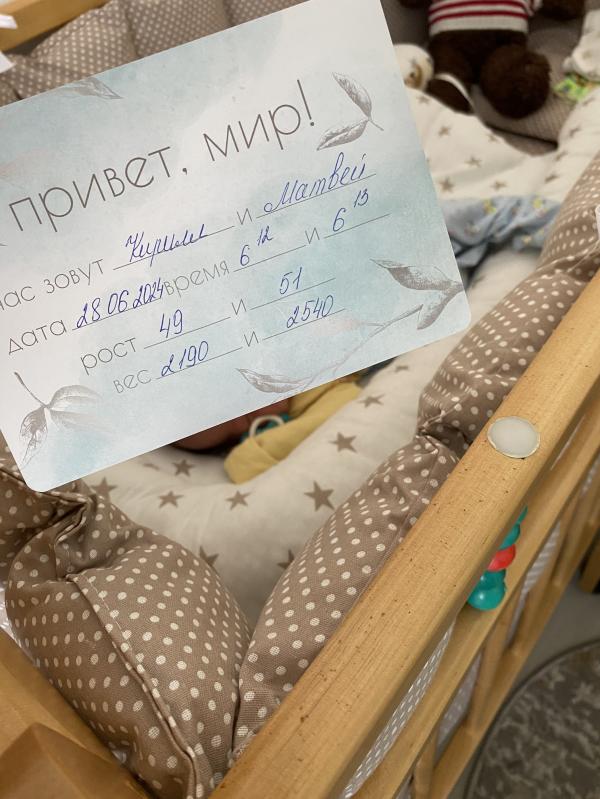 привет, мир!
нас зовут Кирилл и Матвей
дата 28 06 2024 время 6 12 и 6 13
рост 49 и 51
вес 2190 и 2540